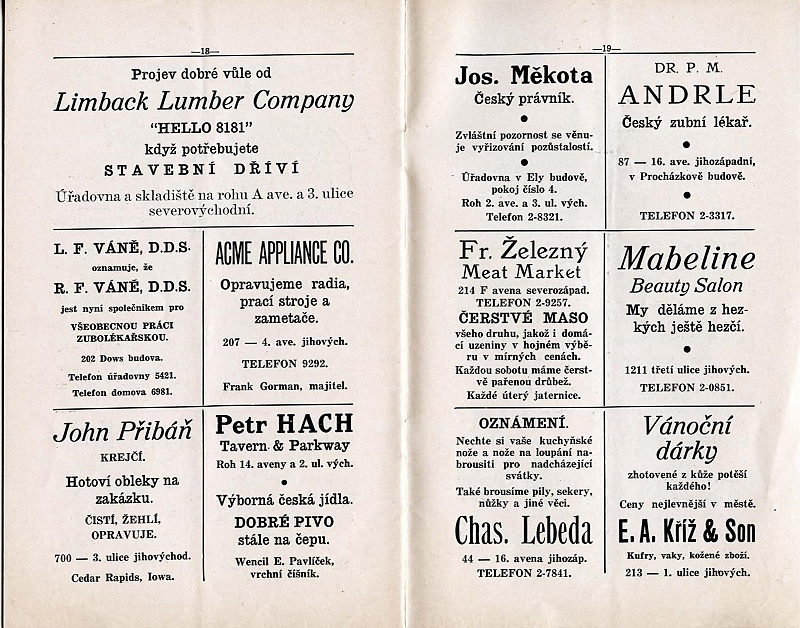 —18—
Projev dobré vůle od
Limback Lumber Company
"HELLO 8181"
když potřebujete
STAVEBNÍ DŘÍVÍ
Úřadovna a skladiště na rohu A ave. a 3. ulice
severovýchodní.
L. F. VÁNĚ, D.D.S.
oznamuje, že
R. F. VÁNĚ, D.D.S.
jest nyní společníkem pro
VŠEOBECNOU PRÁCI
ZUBOLÉKAŘSKOU.
202 Dows budova.
Telefon úřadovny 5421.
Telefon domova 6981.
ACME APPLIANCE CO.
Opravujeme radia,
prací stroje a
zametače.
207 — 4. ave. jihových.
TELEFON 9292.
Frank Gorman, majitel.
John Přibáň
KREJČÍ.
Hotoví obleky na
zakázku.
ČISTÍ, ŽEHLÍ,
OPRAVUJE.
700 — 3. ulice jihovýchod.
Cedar Rapids, Iowa.
Petr HACH
Tavern & Parkway
Roh 14. aveny a 2. ul. vých.
Výborná česká jídla.
DOBRÉ PIVO
stále na čepu.
Wencil E. Pavlíček,
vrchní číšník.
—19—
Jos. Měkota
Český právník.
Zvláštní pozornost se věnu-
je vyřizování pozůstalostí.
Úřadovna v Ely budově,
pokoj číslo 4.
Roh 2. ave. a 3. ul. vých.
Telefon 2-8321.
DR. P. M.
ANDRLE
Český zubní lékař.
87 — 16. ave. jihozápadní,
v Procházkově budově.
TELEFON 2-3317.
Fr. Železný
Meat Market
214 F avena severozápad.
TELEFON 2-9257.
ČERSTVÉ MASO
všeho druhu, jakož i domá-
cí uzeniny v hojném výbě-
ru v mírných cenách.
Každou sobotu máme čerst-
vě pařenou drůbež.
Každé úterý jaternice.
Mabeline
Beauty Salon
My děláme z hez-
kých ještě hezčí.
1211 třetí ulice jihových.
TELEFON 2-0851.
OZNÁMENÍ.
Nechte si vaše kuchyňské
nože a nože na loupání na-
brousiti pro nadcházející
svátky.
Také brousíme pily, sekery,
nůžky a jiné věci.
Chas. Lebeda
44 — 16. avena jihozáp.
TELEFON 2-7841.
Vánoční
dárky
zhotovené z kůže potěší
každého!
Ceny nejlevnější v městě.
E. A. Kříž & Son
Kufry, vaky, kožené zboží.
213 — 1. ulice jihových.